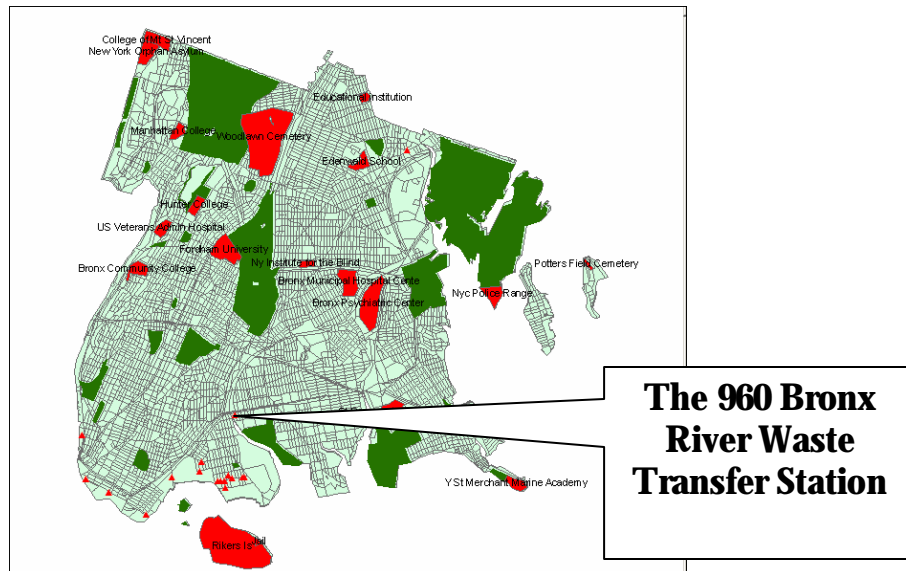 College of Mt St Vincent
New York Orphan Asylum
Educational Institution
Manhattan College
Woodlawn Cemetery
Edenwald School
Hunter College
US Veterans Admin Hospital
Fordham University
Ny Institute for the Blind
Potters Field Cemetery
Bronx Community College
Bronx Municipal Hospital Cente
Nyc Police Range
Bronx Psychiatric Center
The 960 Bronx
River Waste
Transfer Station
Y St Merchant Marine Academy
Rikers Is Jail